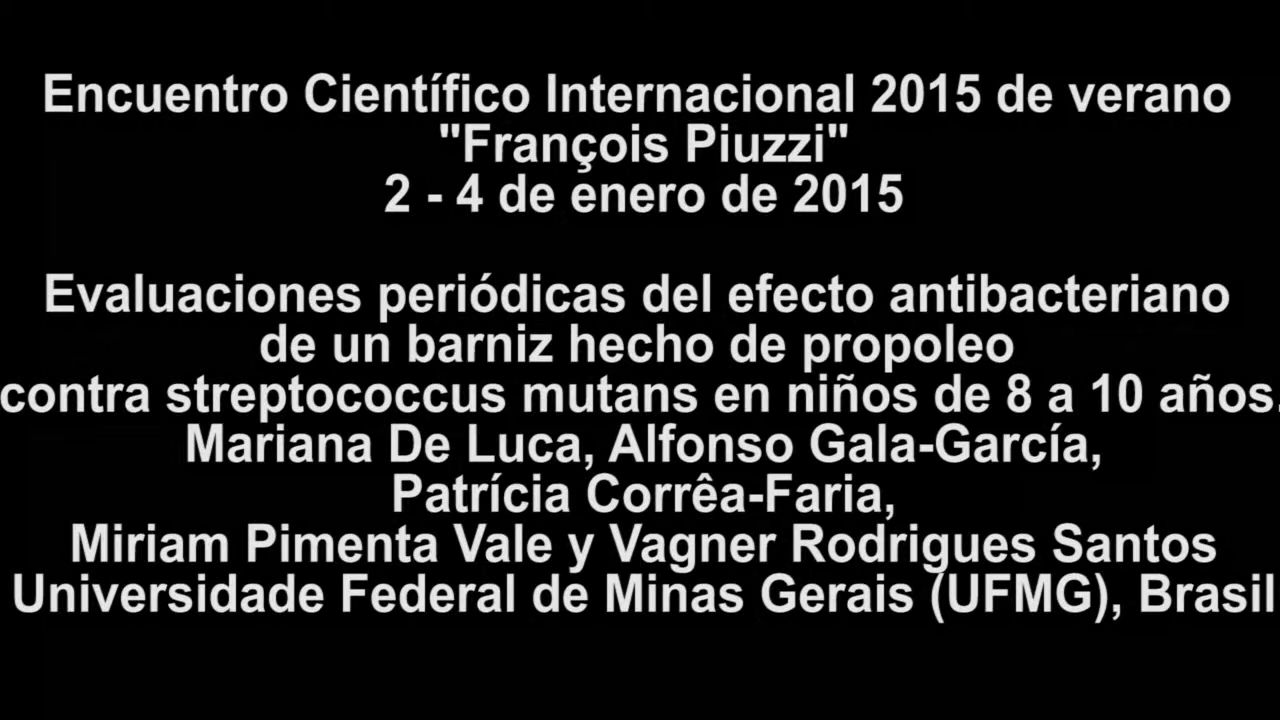 Encuentro Científico Internacional 2015 de verano
"François Piuzzi"
2 - 4 de enero de 2015
Evaluaciones periódicas del efecto antibacteriano
de un barniz hecho de propoleo
contra streptococcus mutans en niños de 8 a 10 años.
Mariana De Luca, Alfonso Gala-García,
Patrícia Corrêa-Faria,
Miriam Pimenta Vale y Vagner Rodrigues Santos
Universidade Federal de Minas Gerais (UFMG), Brasil